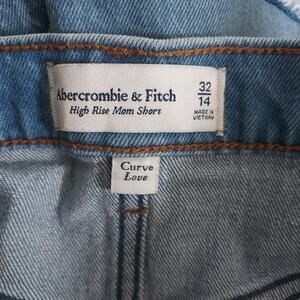 Abercrombie & Fitch
High Rise Mom Short
32
14
MADE IN
VIETNAM
Curve
Love